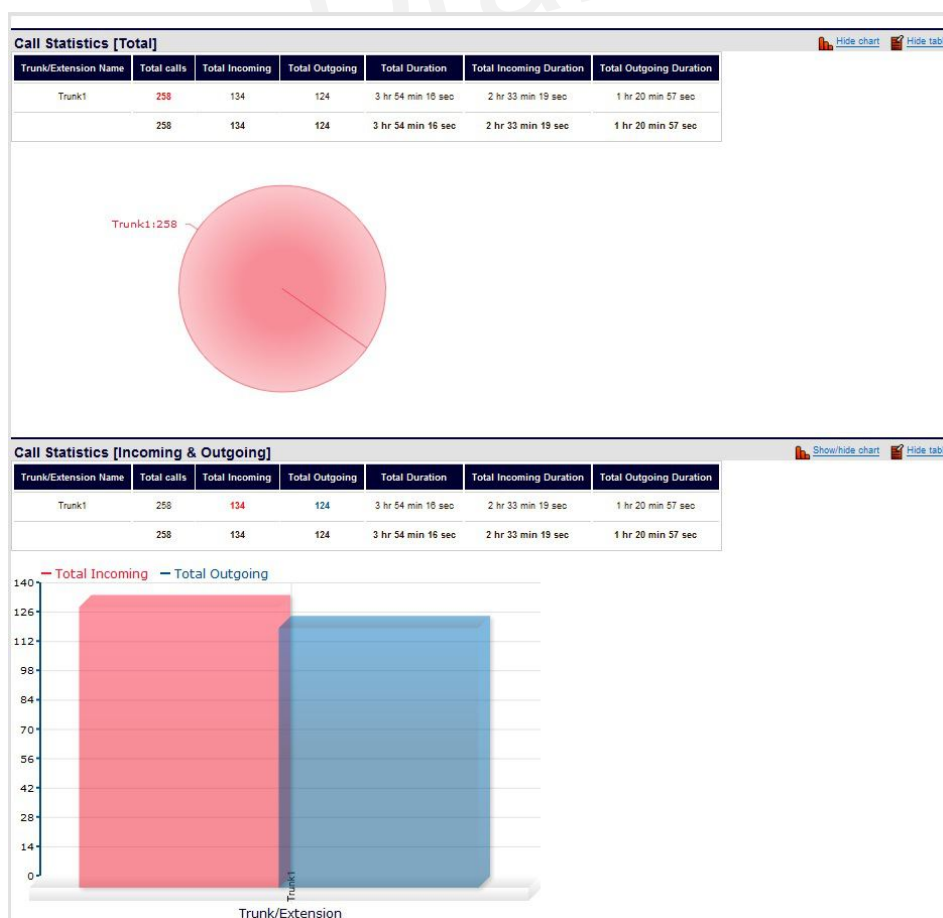 Call Statistics [Total]
Hide chart Hide tab
Trunk/Extension Name Total calls Total Incoming Total Outgoing Total Duration Total Incoming Duration Total Outgoing Duration
Trunk1 258 134 124 3 hr 54 min 16 sec 2 hr 33 min 19 sec 1 hr 20 min 57 sec
258 134 124 3 hr 54 min 16 sec 2 hr 33 min 19 sec 1 hr 20 min 57 sec
Trunk1:258
Call Statistics [Incoming & Outgoing]
Show/hide chart Hide tab
Trunk/Extension Name Total calls Total Incoming Total Outgoing Total Duration Total Incoming Duration Total Outgoing Duration
Trunk1 258 134 124 3 hr 54 min 16 sec 2 hr 33 min 19 sec 1 hr 20 min 57 sec
258 134 124 3 hr 54 min 16 sec 2 hr 33 min 19 sec 1 hr 20 min 57 sec
Total Incoming Total Outgoing
140
126
112
98
84
70
56
42
28
14
0
Trunk1
Trunk/Extension